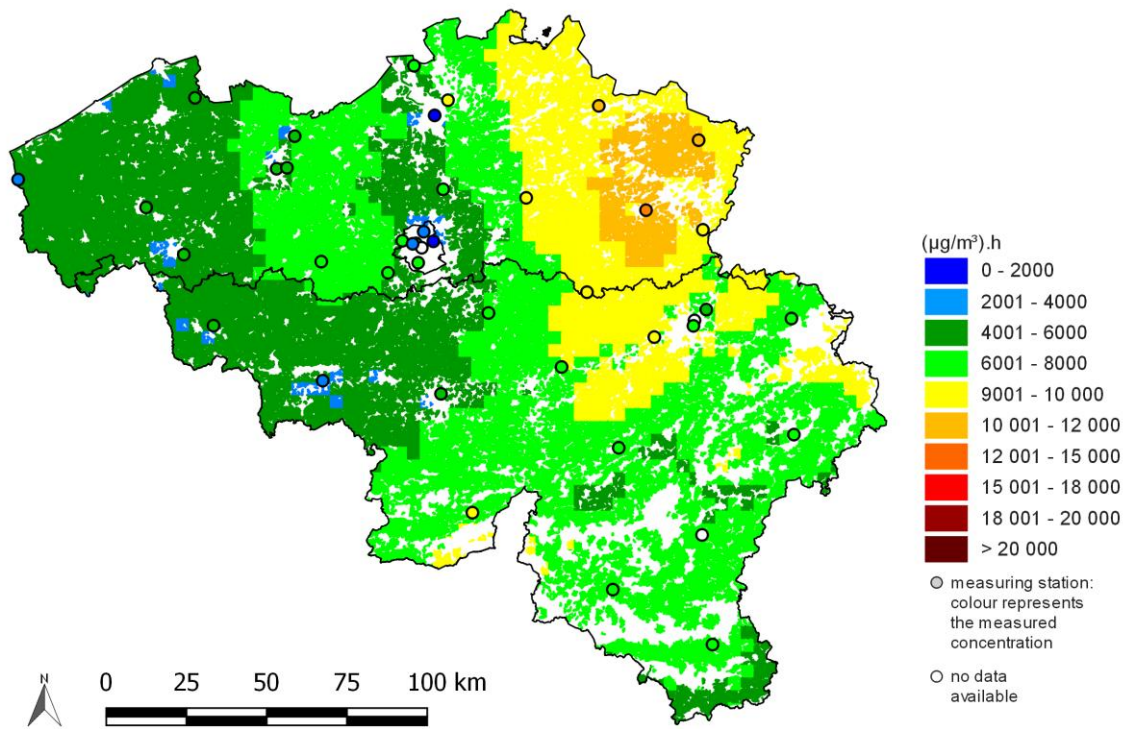 (µg/m³).h
0 - 2000
2001 - 4000
4001 - 6000
6001 - 8000
9001 - 10 000
10 001 - 12 000
12 001 - 15 000
15 001 - 18 000
18 001 - 20 000
> 20 000
measuring station:
colour represents
the measured
concentration
no data
available
N
0 25 50 75 100 km